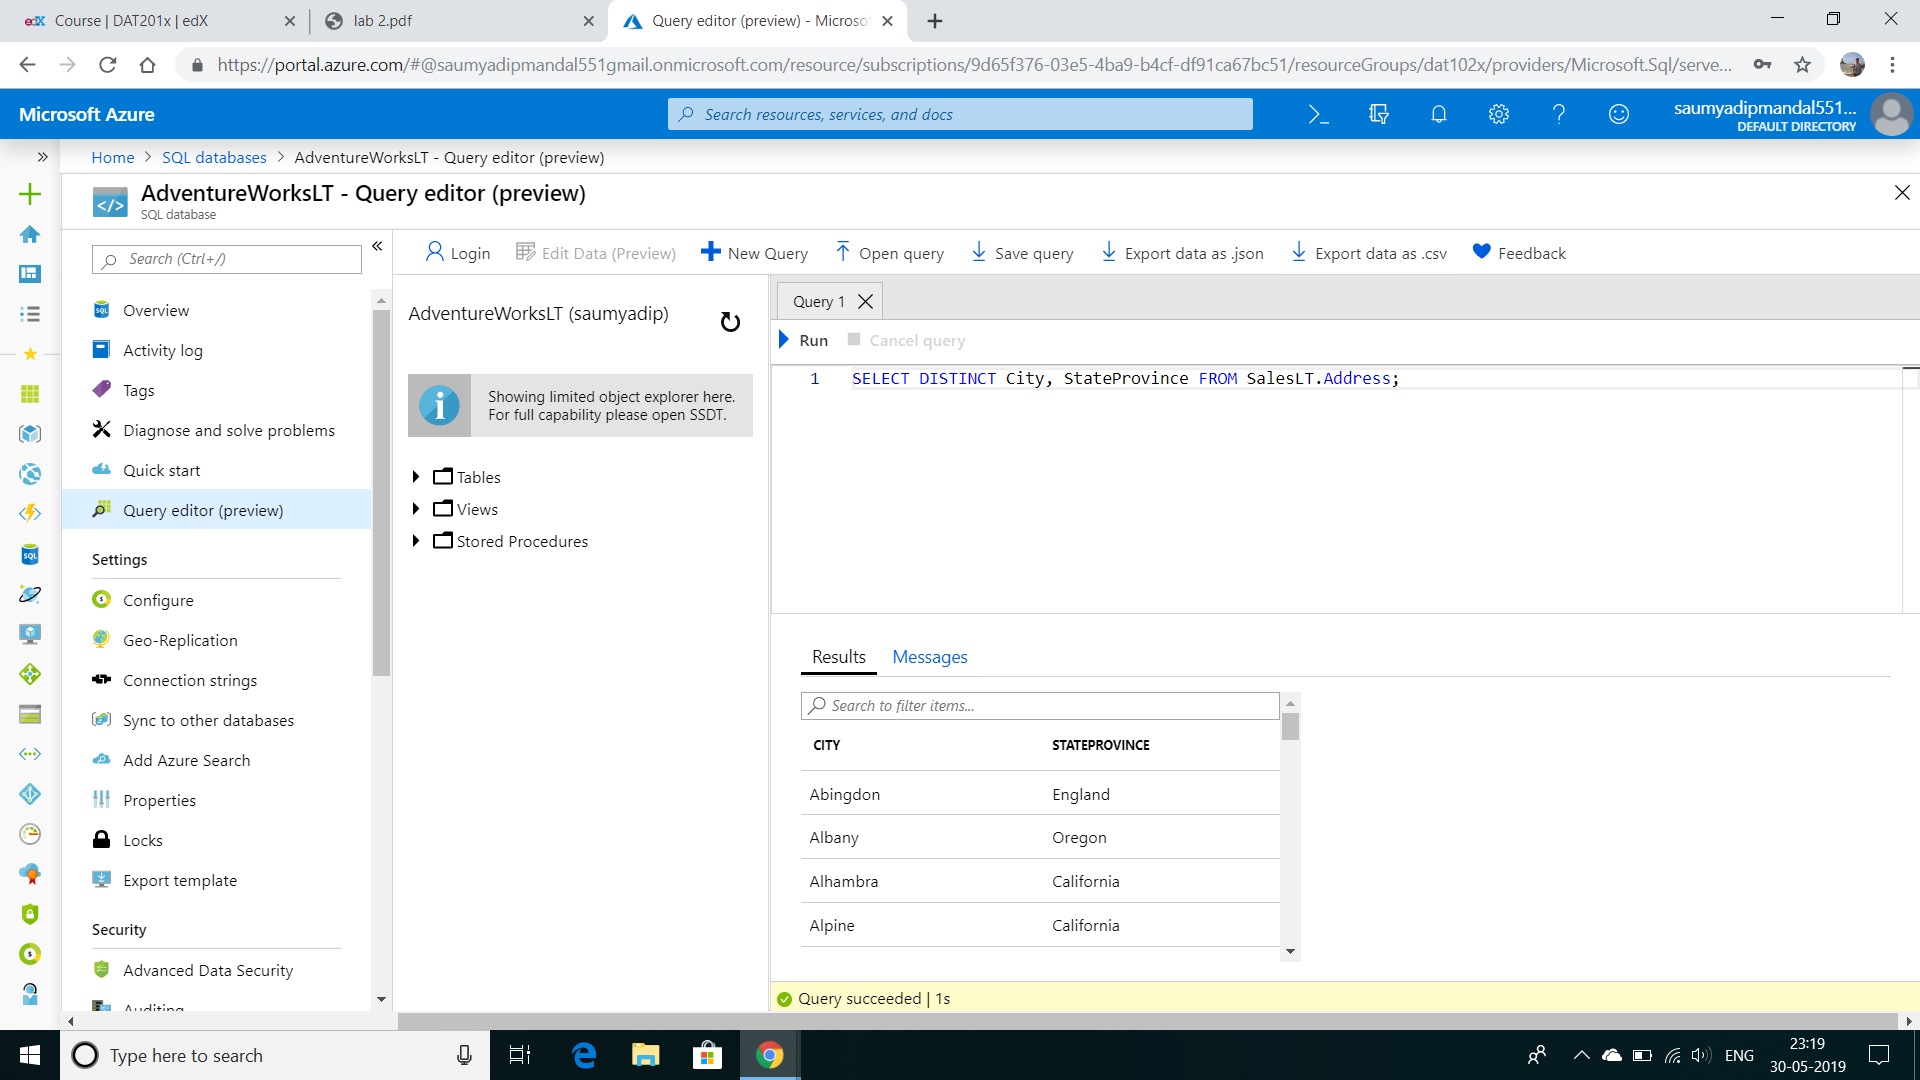 edX Course | DAT201x | edX
lab 2.pdf
Query editor (preview) - Microso
https://portal.azure.com/#@saumyadipmandal551gmail.onmicrosoft.com/resource/subscriptions/9d65f376-03e5-4ba9-b4cf-df91ca67bc51/resourceGroups/dat102x/providers/Microsoft.Sql/serve...
Microsoft Azure
Search resources, services, and docs
saumyadipmandal551...
DEFAULT DIRECTORY
Home > SQL databases > AdventureWorksLT - Query editor (preview)
AdventureWorksLT - Query editor (preview)
SQL database
Search (Ctrl+/)
Overview
Activity log
Tags
Diagnose and solve problems
Quick start
Query editor (preview)
Settings
Configure
Geo-Replication
Connection strings
Sync to other databases
Add Azure Search
Properties
Locks
Export template
Security
Advanced Data Security
Auditing
Login
Edit Data (Preview)
New Query
Open query
Save query
Export data as .json
Export data as .csv
Feedback
AdventureWorksLT (saumyadip)
Showing limited object explorer here.
For full capability please open SSDT.
Tables
Views
Stored Procedures
Query 1
Run
Cancel query
1 SELECT DISTINCT City, StateProvince FROM SalesLT.Address;
Results
Messages
Search to filter items...
CITY STATEPROVINCE
Abingdon England
Albany Oregon
Alhambra California
Alpine California
Query succeeded | 1s
Type here to search
ENG
23:19
30-05-2019